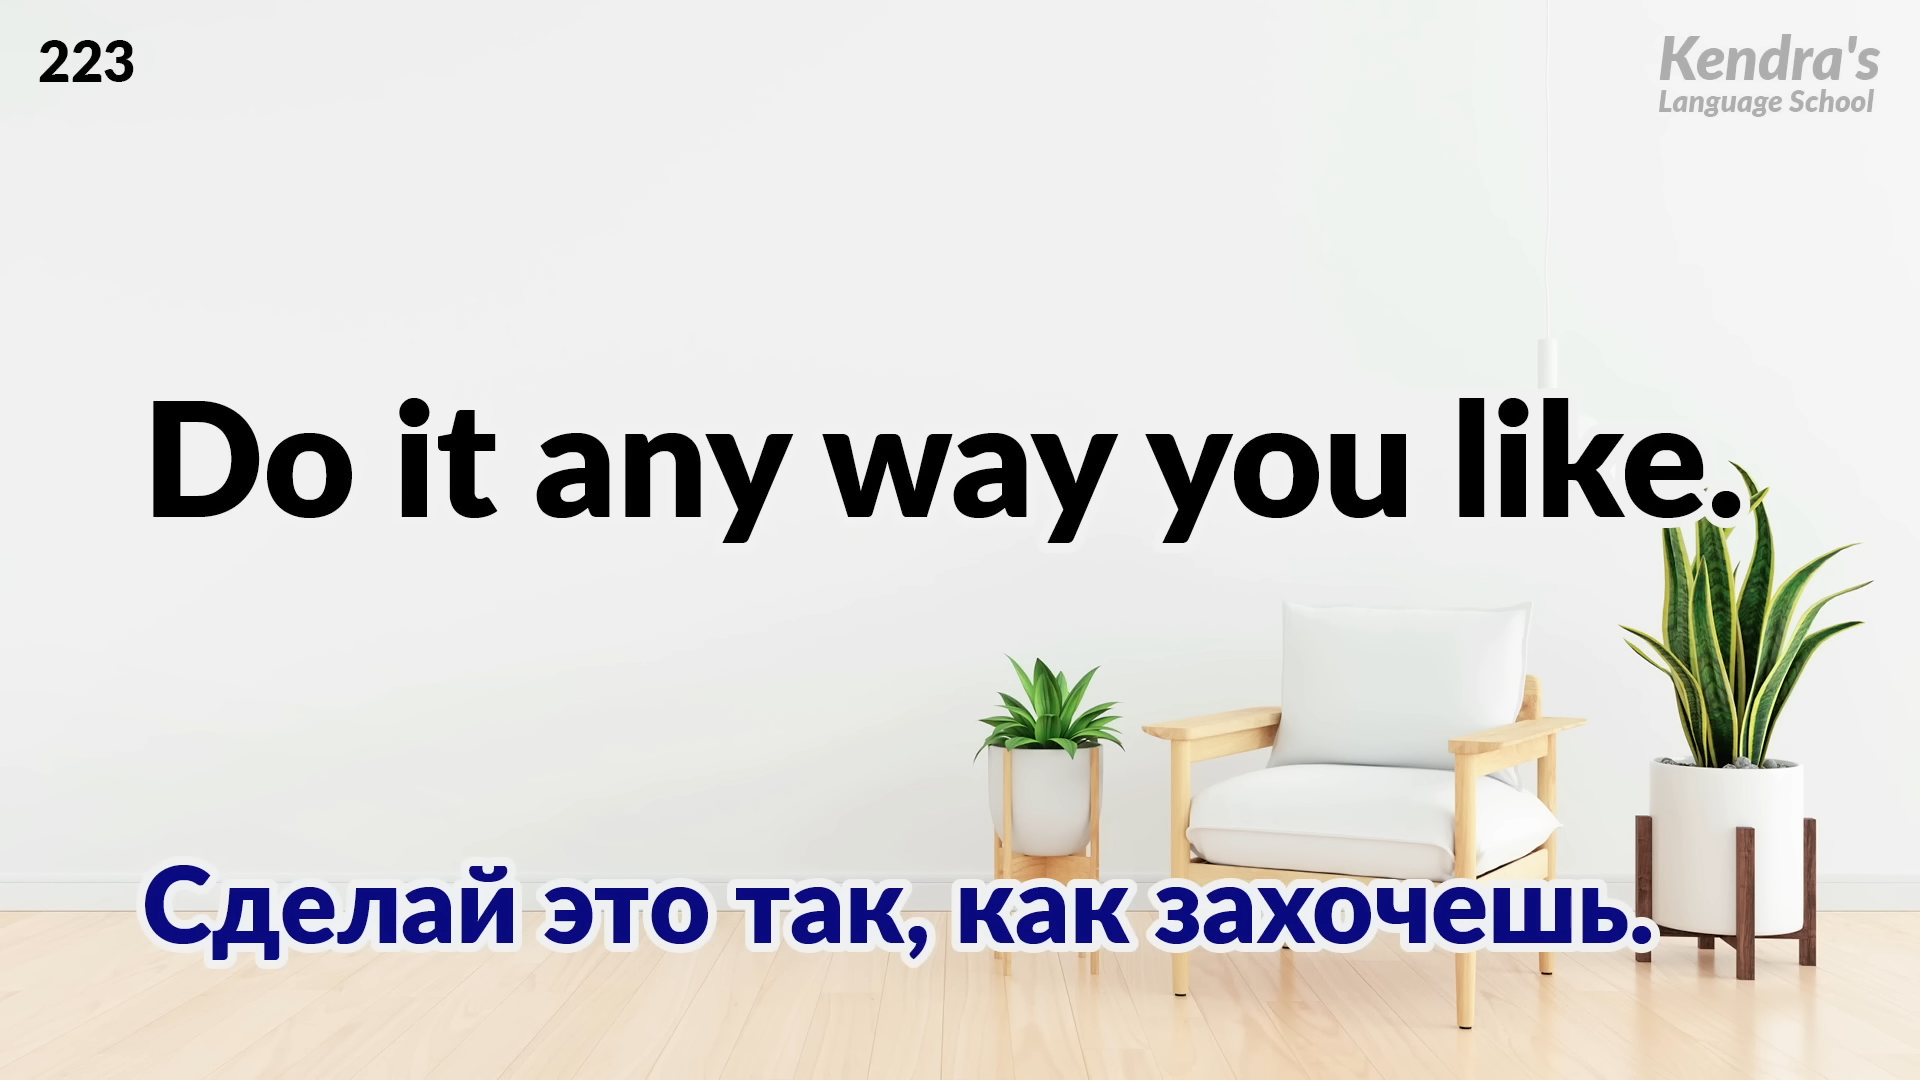 223
Kendra's
Language School
Do it any way you like.
Сделай это так, как захочешь.